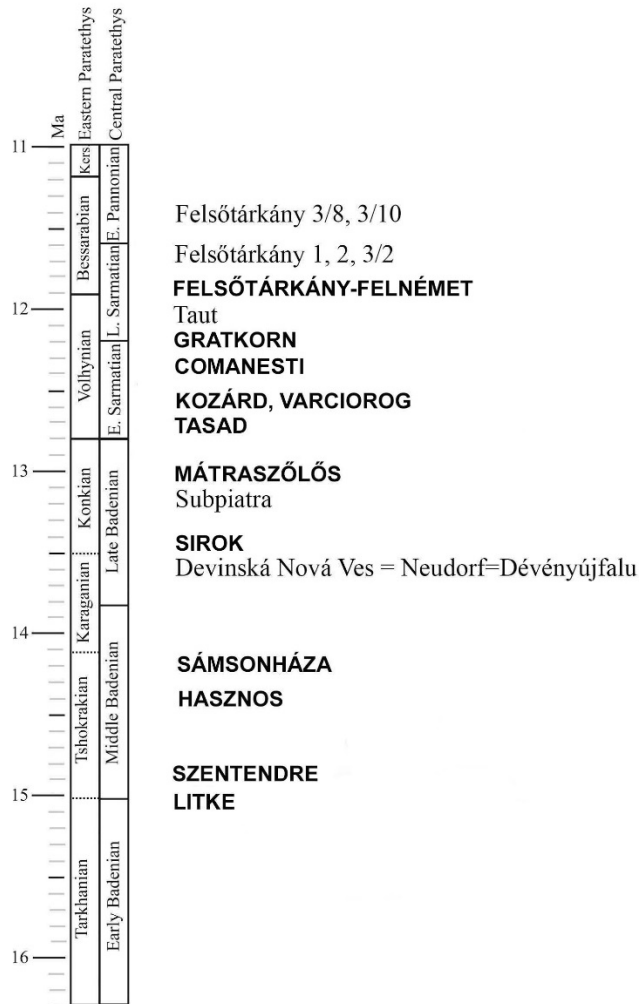 Ma
Eastern Paratethys
Central Paratethys
11
Kers.
E. Pannonian
Bessarabian
Felsőtárkány 3/8, 3/10
Felsőtárkány 1, 2, 3/2
L. Sarmatian
FELSŐTÁRKÁNY-FELNÉMET
12
Taut
GRATKORN
Volhynian
COMANESTI
E. Sarmatian
KOZÁRD, VARCIOROG
TASAD
13
MÁTRASZŐLŐS
Konkian
Subpiatra
Late Badenian
SIROK
Devinská Nová Ves = Neudorf=Dévényújfalu
Karaganian
14
SÁMSONHÁZA
Tshokrakian
Middle Badenian
HASZNOS
SZENTENDRE
15
LITKE
Tarkhanian
Early Badenian
16